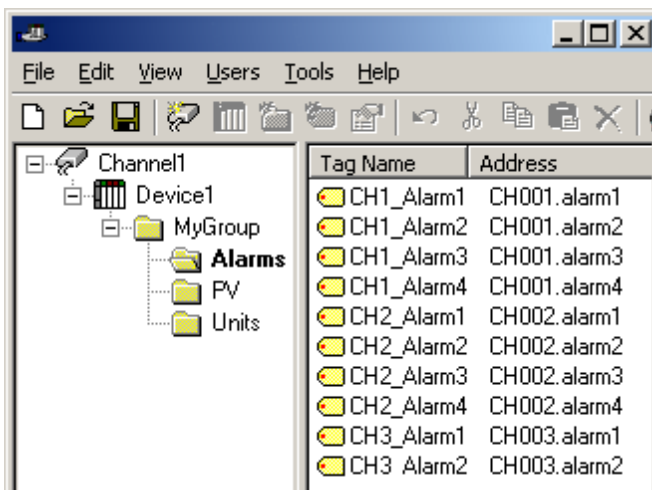 File Edit View Users Tools Help
Channel1
Device1
MyGroup
Alarms
PV
Units
Tag Name Address
CH1_Alarm1 CH001.alarm1
CH1_Alarm2 CH001.alarm2
CH1_Alarm3 CH001.alarm3
CH1_Alarm4 CH001.alarm4
CH2_Alarm1 CH002.alarm1
CH2_Alarm2 CH002.alarm2
CH2_Alarm3 CH002.alarm3
CH2_Alarm4 CH002.alarm4
CH3_Alarm1 CH003.alarm1
CH3 Alarm2 CH003.alarm2